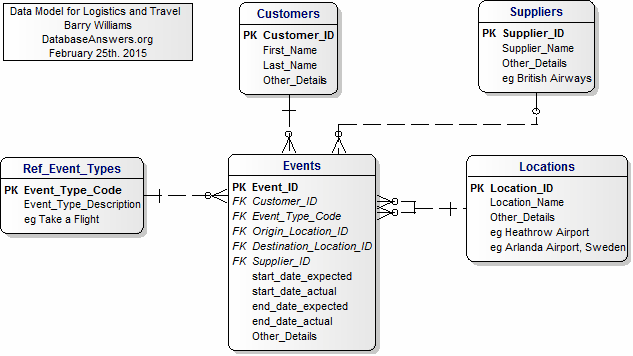 Data Model for Logistics and Travel
Barry Williams
DatabaseAnswers.org
February 25th. 2015
Customers
PK Customer_ID
First_Name
Last_Name
Other_Details
Suppliers
PK Supplier_ID
Supplier_Name
Other_Details
eg British Airways
Ref_Event_Types
PK Event_Type_Code
Event_Type_Description
eg Take a Flight
Events
PK Event_ID
FK Customer_ID
FK Event_Type_Code
FK Origin_Location_ID
FK Destination_Location_ID
FK Supplier_ID
start_date_expected
start_date_actual
end_date_expected
end_date_actual
Other_Details
Locations
PK Location_ID
Location_Name
Other_Details
eg Heathrow Airport
eg Arlanda Airport, Sweden